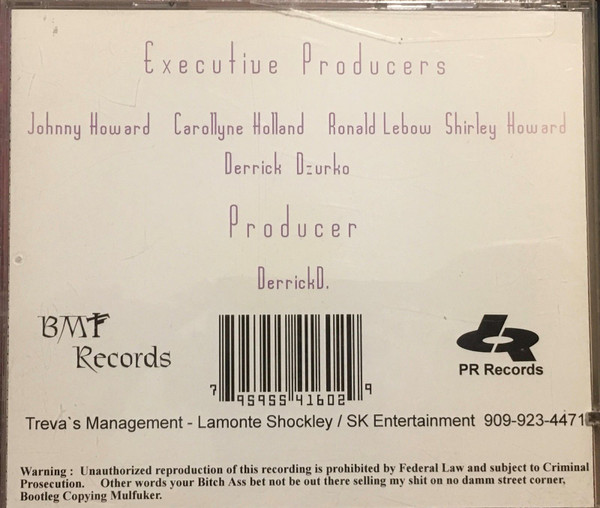 Executive Producers
Johnny Howard Carollyne Holland Ronald Lebow Shirley Howard
Derrick Dzurko
Producer
DerrickD.
BMF
Records
PR Records
7 95955 41602 9
Treva`s Management - Lamonte Shockley / SK Entertainment 909-923-4471
Warning : Unauthorized reproduction of this recording is prohibited by Federal Law and subject to Criminal
Prosecution. Other words your Bitch Ass bet not be out there selling my shit on no damm street corner,
Bootleg Copying Mulfuker.